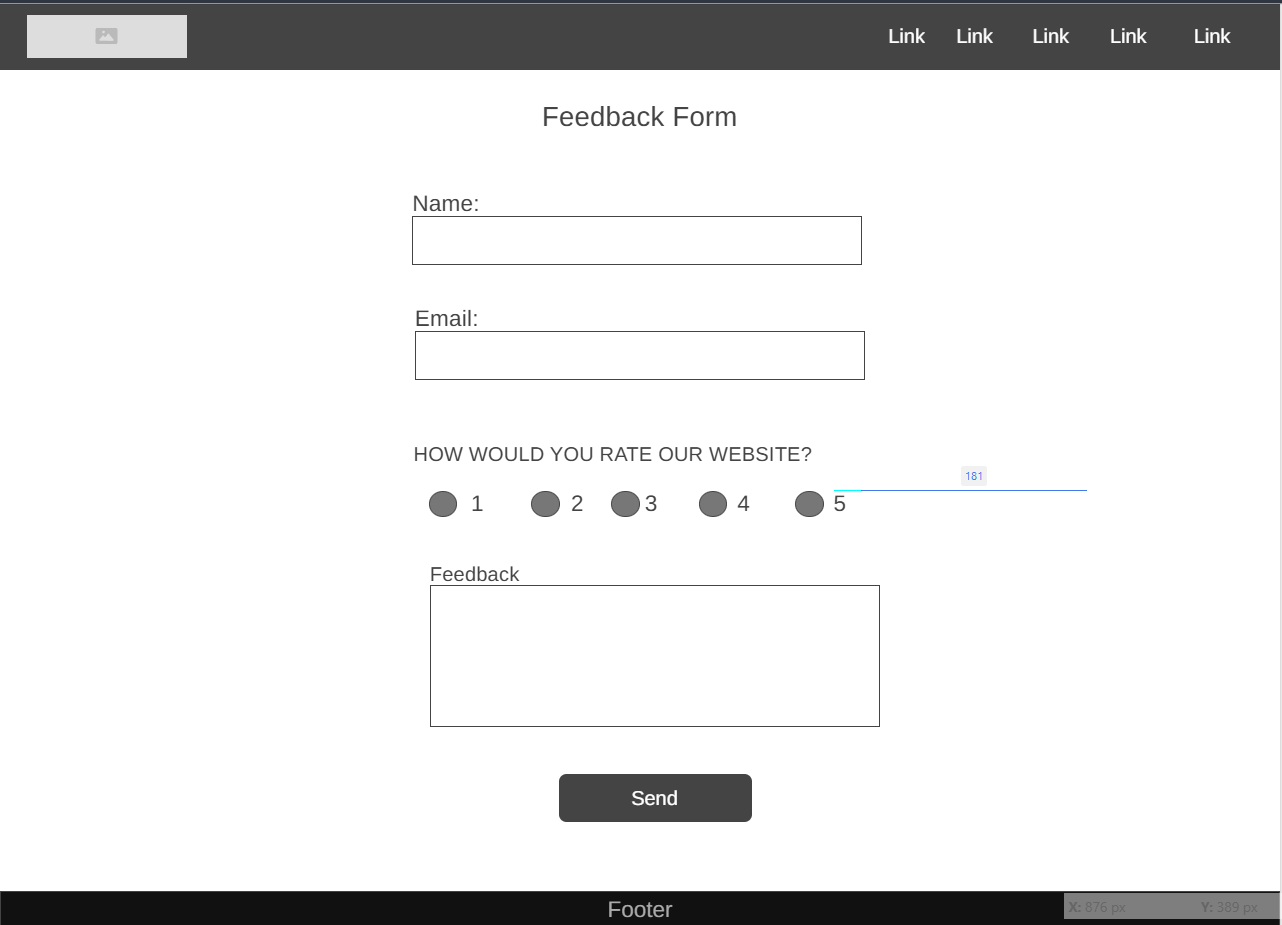 Link Link Link Link Link
Feedback Form
Name:
Email:
HOW WOULD YOU RATE OUR WEBSITE?
181
1 2 3 4 5
Feedback
Send
Footer
X: 876 px Y: 389 px